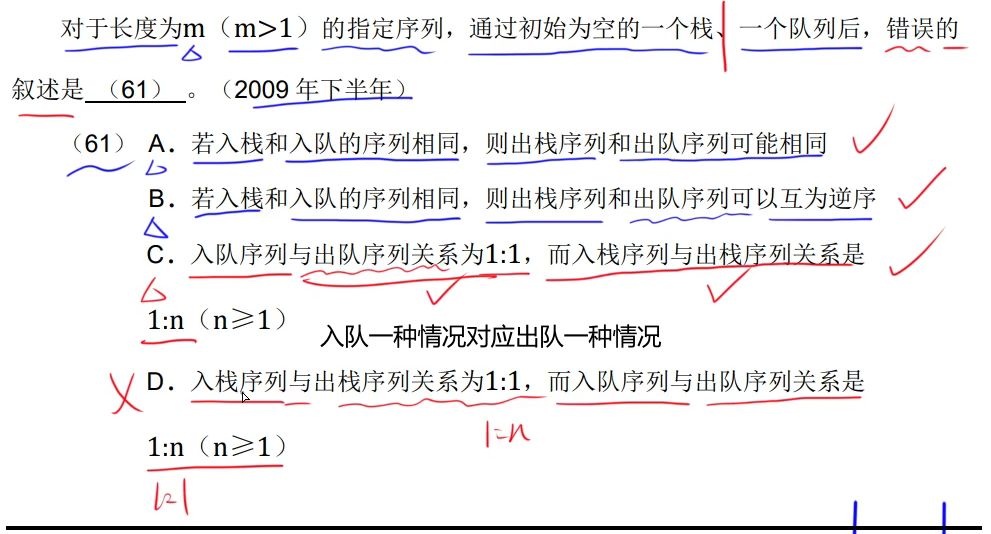 对于长度为m（m>1）的指定序列，通过初始为空的一个栈、一个队列后，错误的
叙述是 （61） 。（2009 年下半年）
（61） A．若入栈和入队的序列相同，则出栈序列和出队序列可能相同
B．若入栈和入队的序列相同，则出栈序列和出队序列可以互为逆序
C．入队序列与出队序列关系为1:1，而入栈序列与出栈序列关系是
1:n（n≥1）
入队一种情况对应出队一种情况
D．入栈序列与出栈序列关系为1:1，而入队序列与出队序列关系是
1:n
1:n（n≥1）
1:1